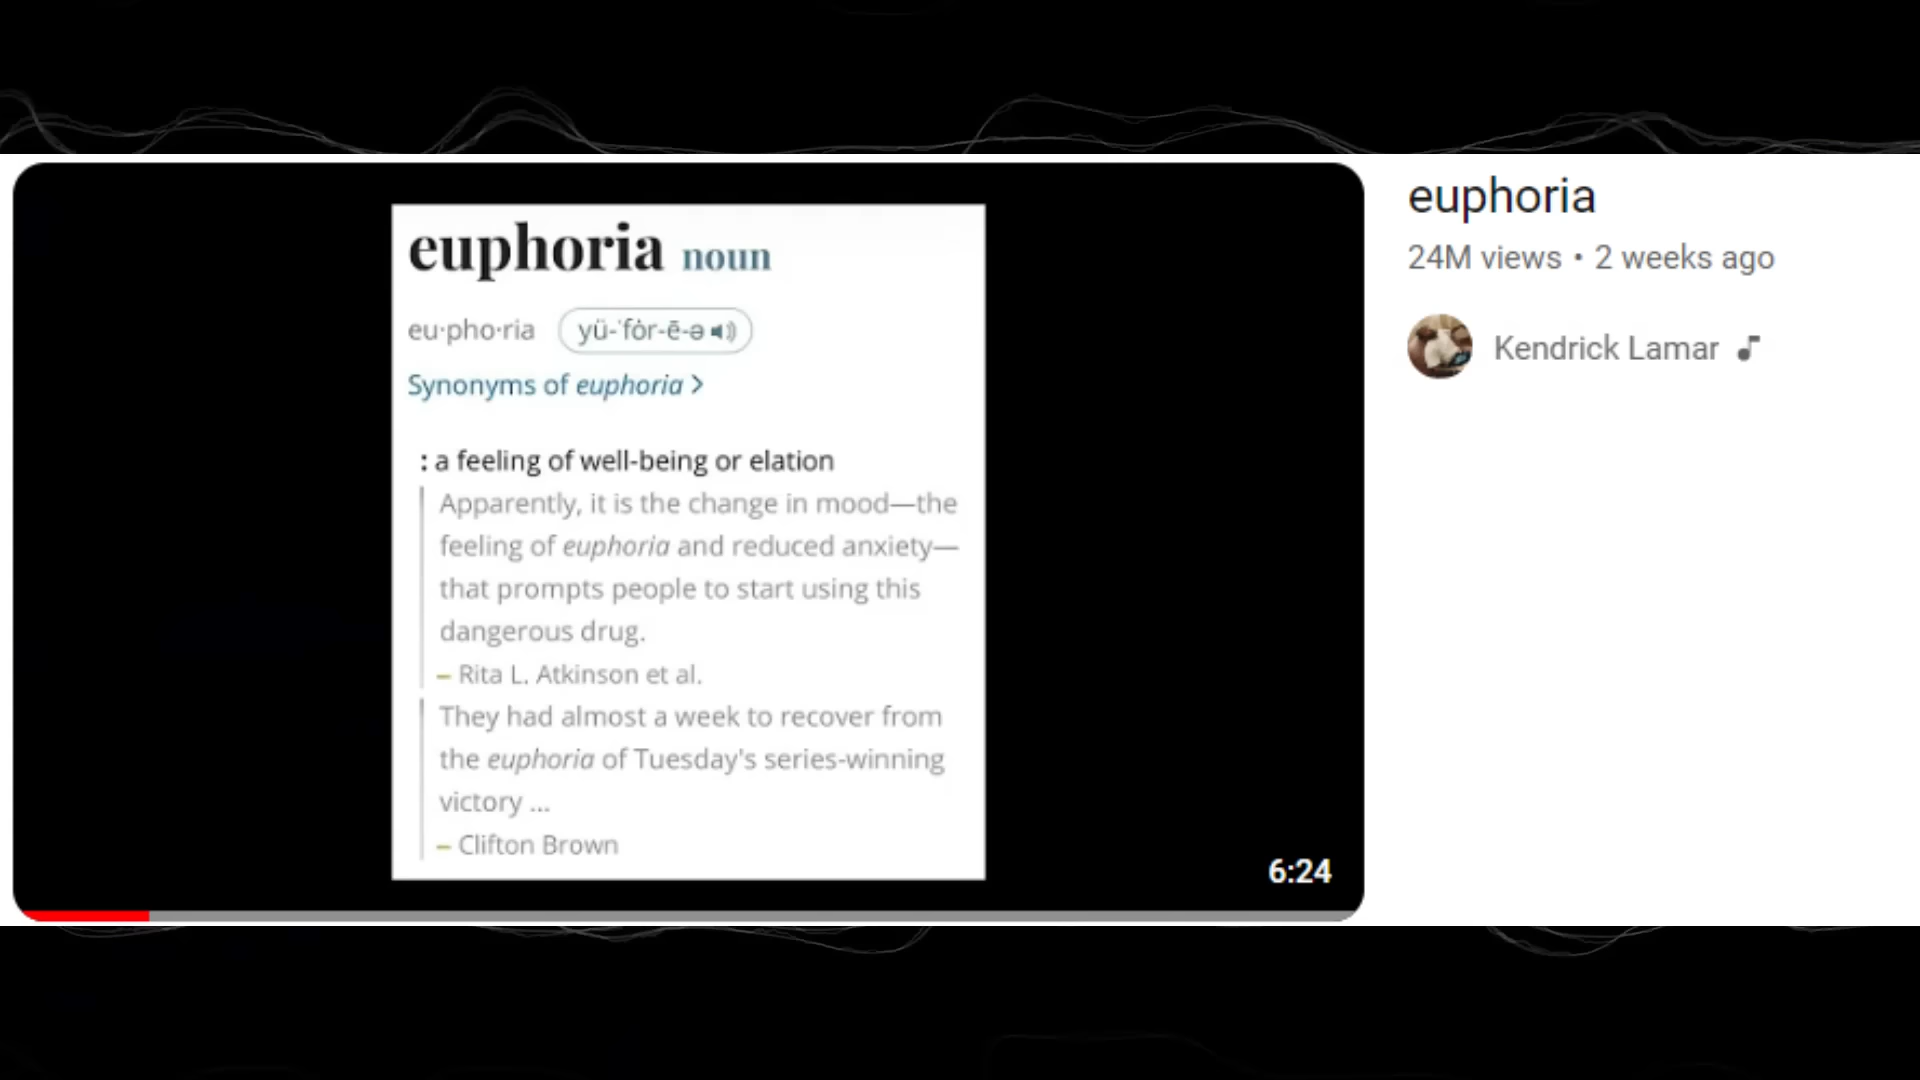 euphoria noun
eu·pho·ria yü-ˈfȯr-ē-ə
Synonyms of euphoria >
: a feeling of well-being or elation
Apparently, it is the change in mood—the
feeling of euphoria and reduced anxiety—
that prompts people to start using this
dangerous drug.
– Rita L. Atkinson et al.
They had almost a week to recover from
the euphoria of Tuesday's series-winning
victory ...
– Clifton Brown
6:24
euphoria
24M views • 2 weeks ago
Kendrick Lamar